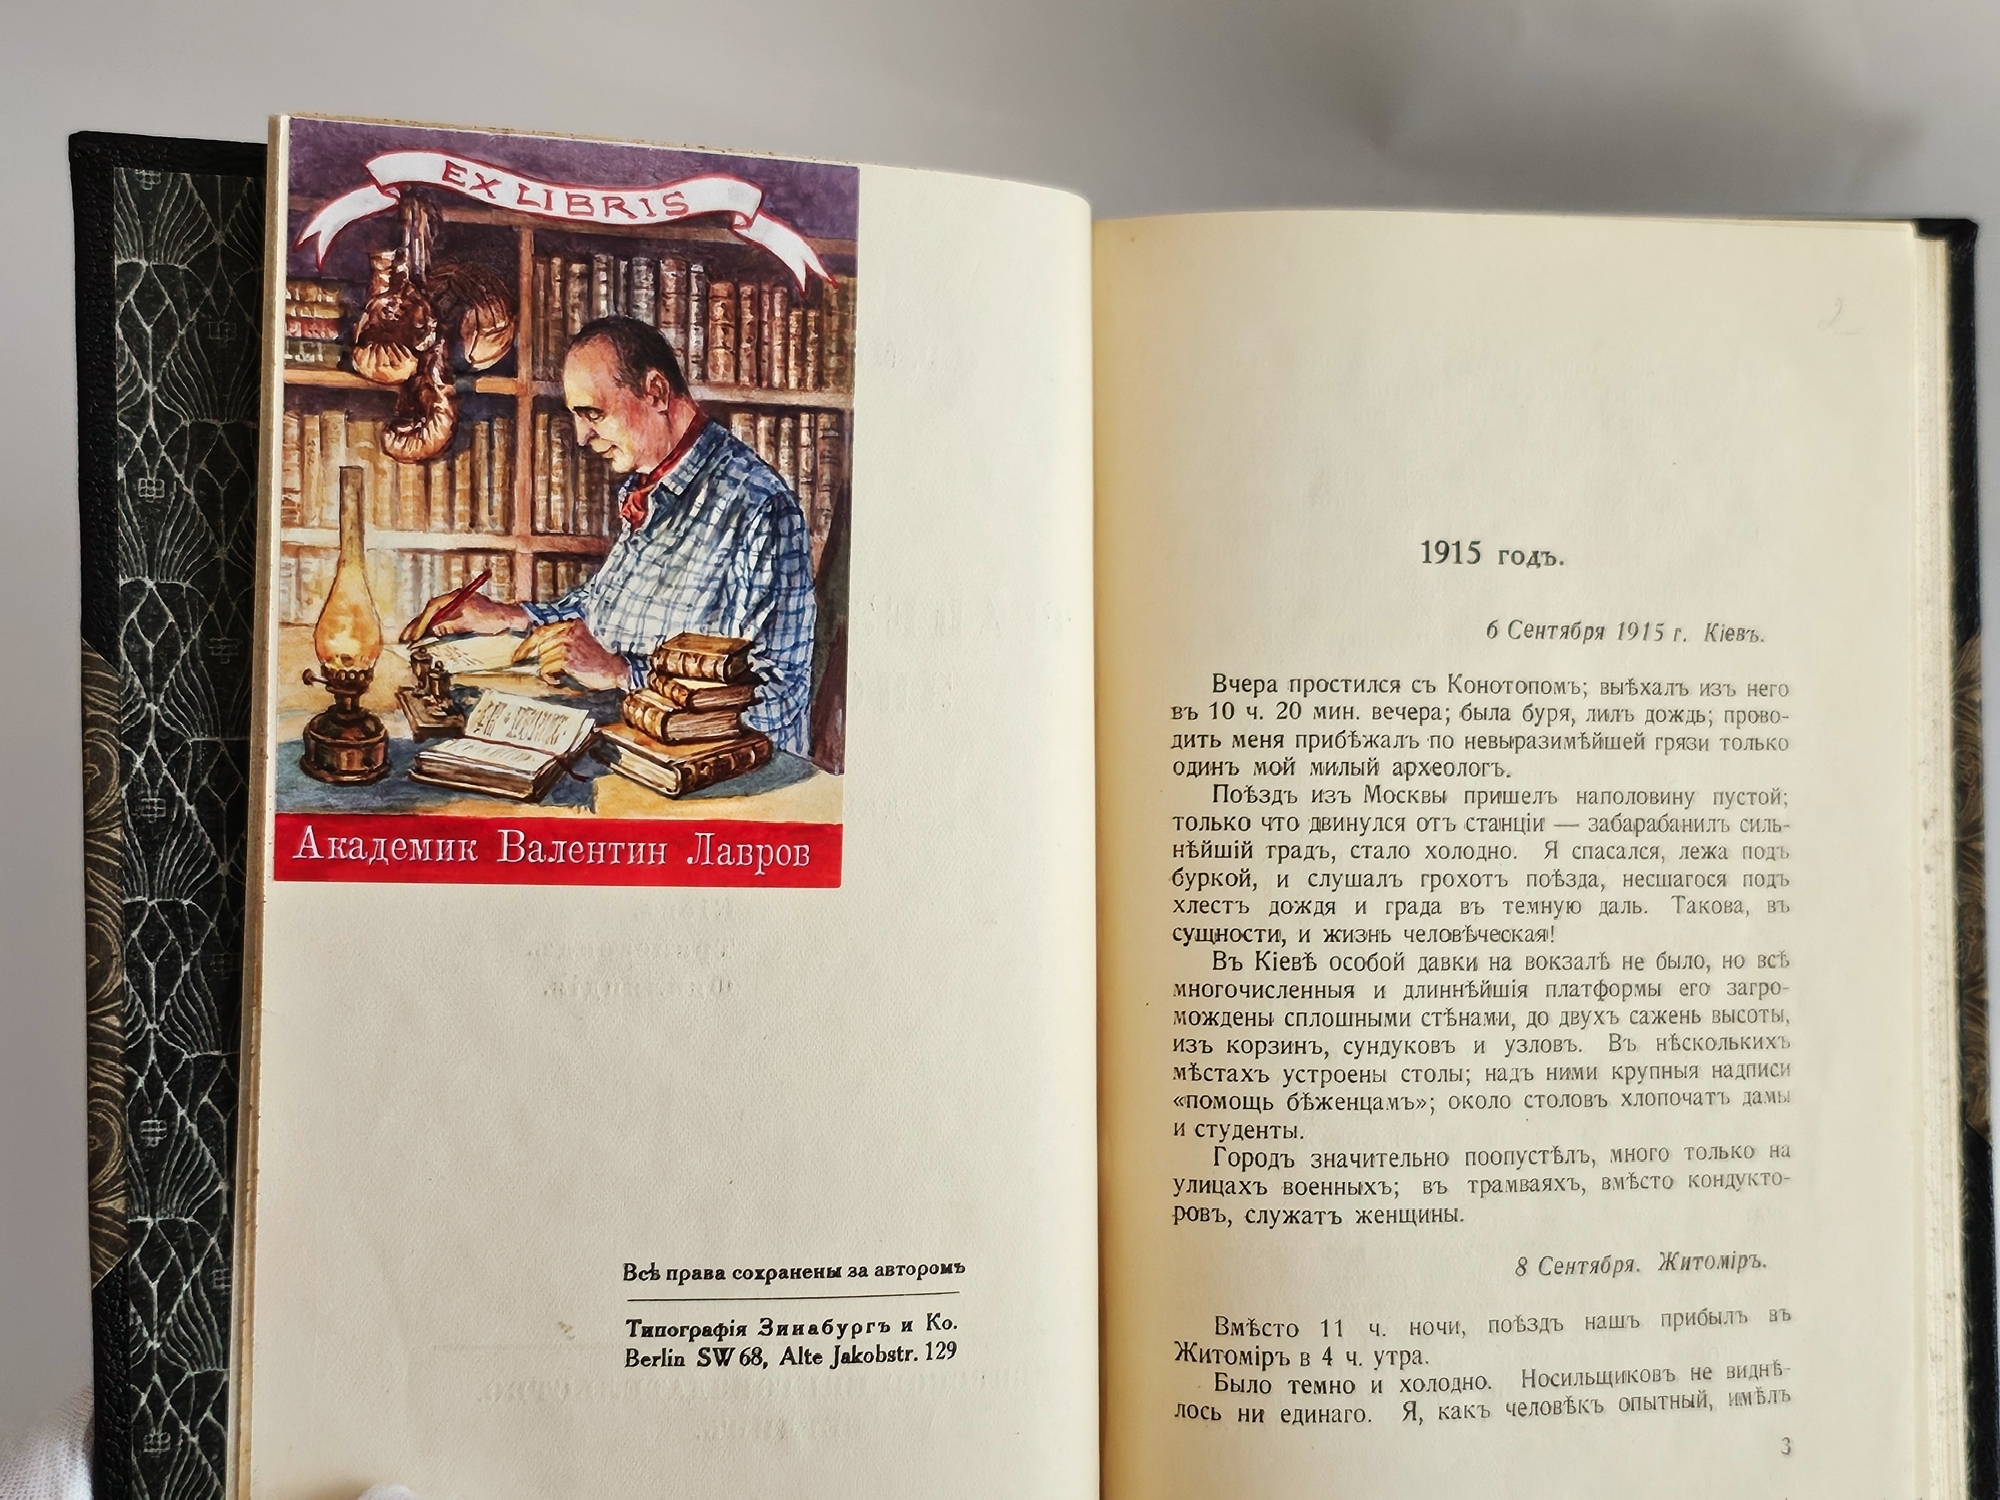 EX LIBRIS
Академик Валентин Лавров
Всѣ права сохранены за авторомъ
Типографія Зинабургъ и Ко.
Berlin SW 68, Alte Jakobstr. 129
2
1915 годъ.
6 Сентября 1915 г. Кіевъ.
Вчера простился съ Конотопомъ; выѣхалъ изъ него
въ 10 ч. 20 мин. вечера; была буря, лилъ дождь; прово-
дить меня прибѣжалъ по невыразимѣйшей грязи только
одинъ мой милый археологъ.
Поѣздъ изъ Москвы пришелъ наполовину пустой;
только что двинулся отъ станціи — забарабанилъ силь-
нѣйшій градъ, стало холодно. Я спасался, лежа подъ
буркой, и слушалъ грохотъ поѣзда, несшагося подъ
хлестъ дождя и града въ темную даль. Такова, въ
сущности, и жизнь человѣческая!
Въ Кіевѣ особой давки на вокзалѣ не было, но всѣ
многочисленныя и длиннѣйшія платформы его загро-
мождены сплошными стѣнами, до двухъ сажень высоты,
изъ корзинъ, сундуковъ и узловъ. Въ нѣсколькихъ
мѣстахъ устроены столы; надъ ними крупныя надписи
«помощь бѣженцамъ»; около столовъ хлопочатъ дамы
и студенты.
Городъ значительно поопустѣлъ, много только на
улицахъ военныхъ; въ трамваяхъ, вмѣсто кондукто-
ровъ, служатъ женщины.
8 Сентября. Житоміръ.
Вмѣсто 11 ч. ночи, поѣздъ нашъ прибылъ въ
Житоміръ в 4 ч. утра.
Было темно и холодно. Носильщиковъ не виднѣ-
лось ни единаго. Я, какъ человѣкъ опытный, имѣлъ
3